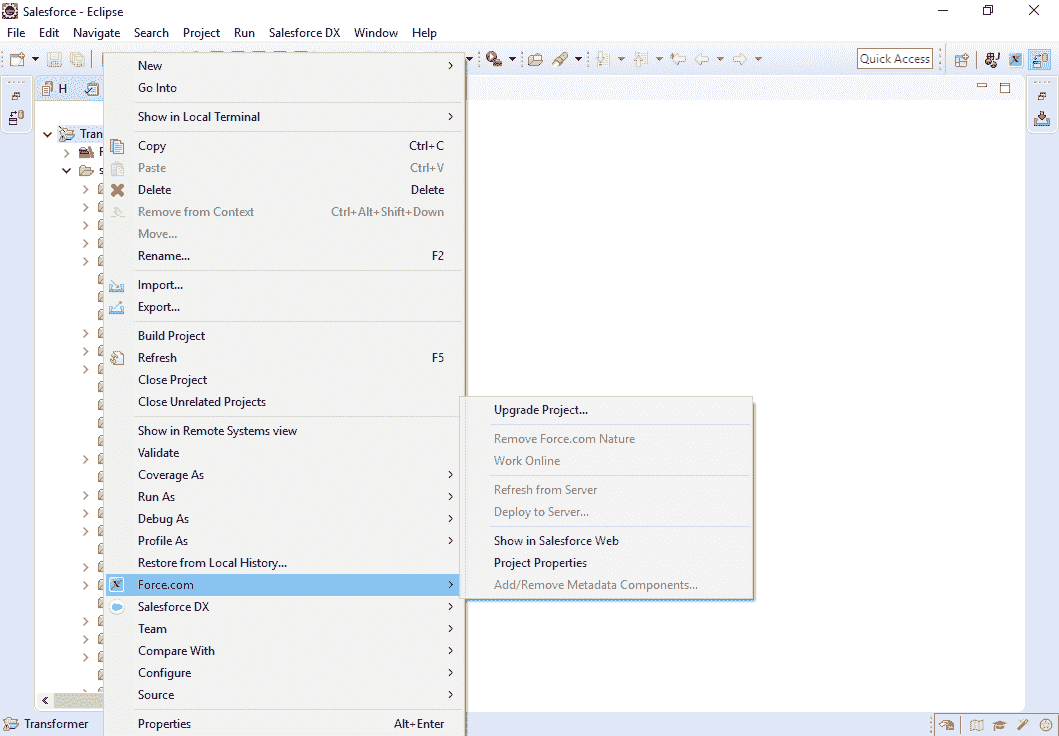 Salesforce - Eclipse
File Edit Navigate Search Project Run Salesforce DX Window Help
Quick Access
H
Tran
New
Go Into
Show in Local Terminal
Copy Ctrl+C
Paste Ctrl+V
Delete Delete
Remove from Context Ctrl+Alt+Shift+Down
Move...
Rename... F2
Import...
Export...
Build Project
Refresh F5
Close Project
Close Unrelated Projects
Show in Remote Systems view
Validate
Coverage As
Run As
Debug As
Profile As
Restore from Local History...
Force.com
Salesforce DX
Team
Compare With
Configure
Source
Properties Alt+Enter
Upgrade Project...
Remove Force.com Nature
Work Online
Refresh from Server
Deploy to Server...
Show in Salesforce Web
Project Properties
Add/Remove Metadata Components...
Transformer